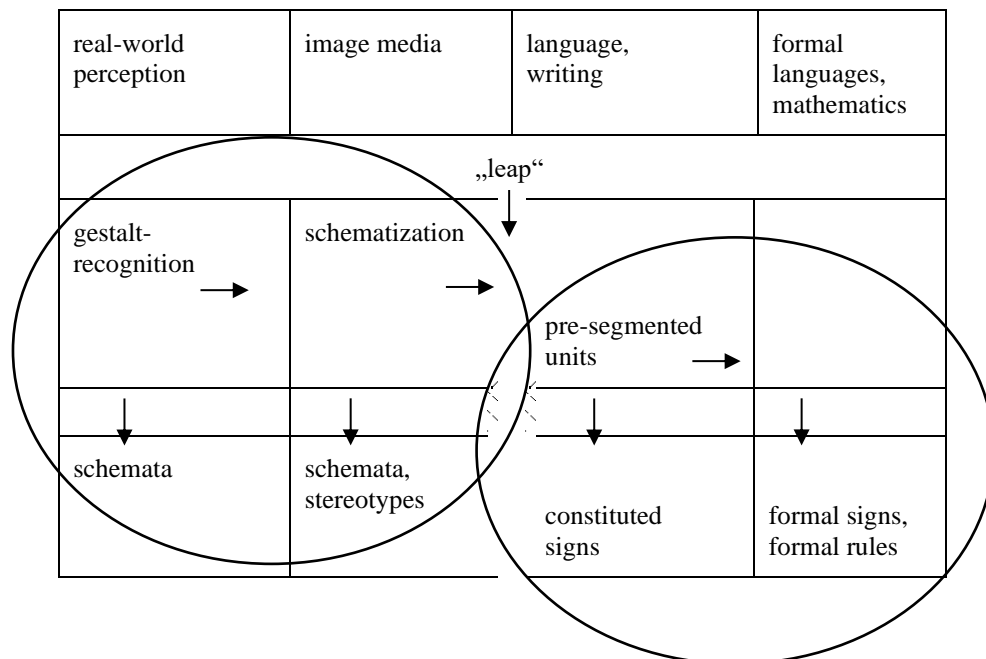 real-world
perception
image media
language,
writing
formal
languages,
mathematics
„leap“
gestalt-
recognition
schematization
pre-segmented
units
schemata
schemata,
stereotypes
constituted
signs
formal signs,
formal rules